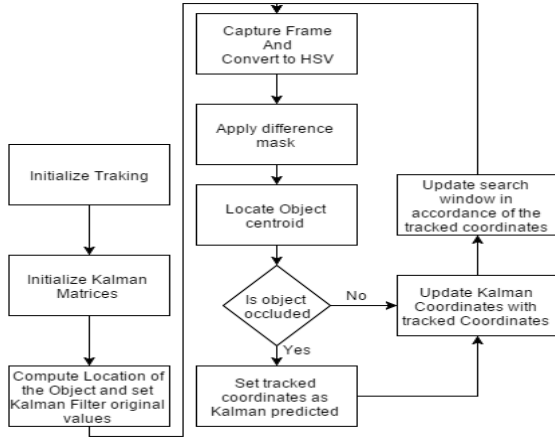 Initialize Traking
Initialize Kalman
Matrices
Compute Location of
the Object and set
Kalman Filter original
values
Capture Frame
And
Convert to HSV
Apply difference
mask
Locate Object
centroid
Is object
occluded
No
Yes
Set tracked
coordinates as
Kalman predicted
Update Kalman
Coordinates with
tracked Coordinates
Update search
window in
accordance of the
tracked coordinates